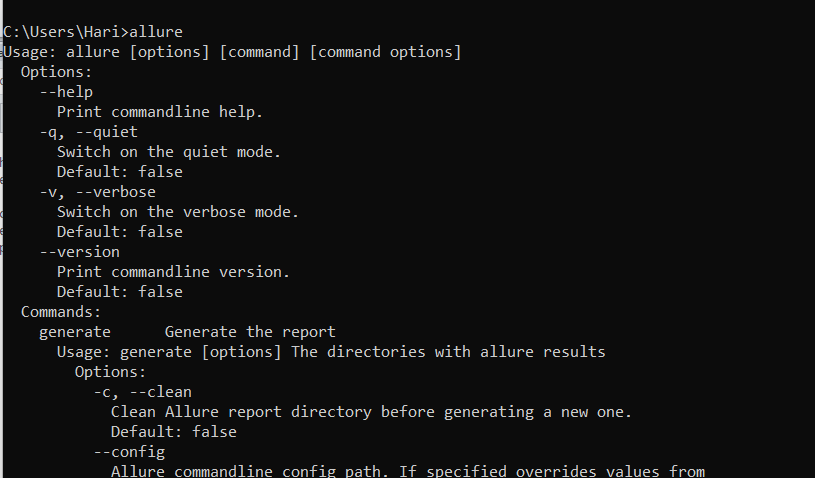 C:\Users\Hari>allure
Usage: allure [options] [command] [command options]
Options:
--help
Print commandline help.
-q, --quiet
Switch on the quiet mode.
Default: false
-v, --verbose
Switch on the verbose mode.
Default: false
--version
Print commandline version.
Default: false
Commands:
generate Generate the report
Usage: generate [options] The directories with allure results
Options:
-c, --clean
Clean Allure report directory before generating a new one.
Default: false
--config
Allure commandline config path. If specified overrides values from